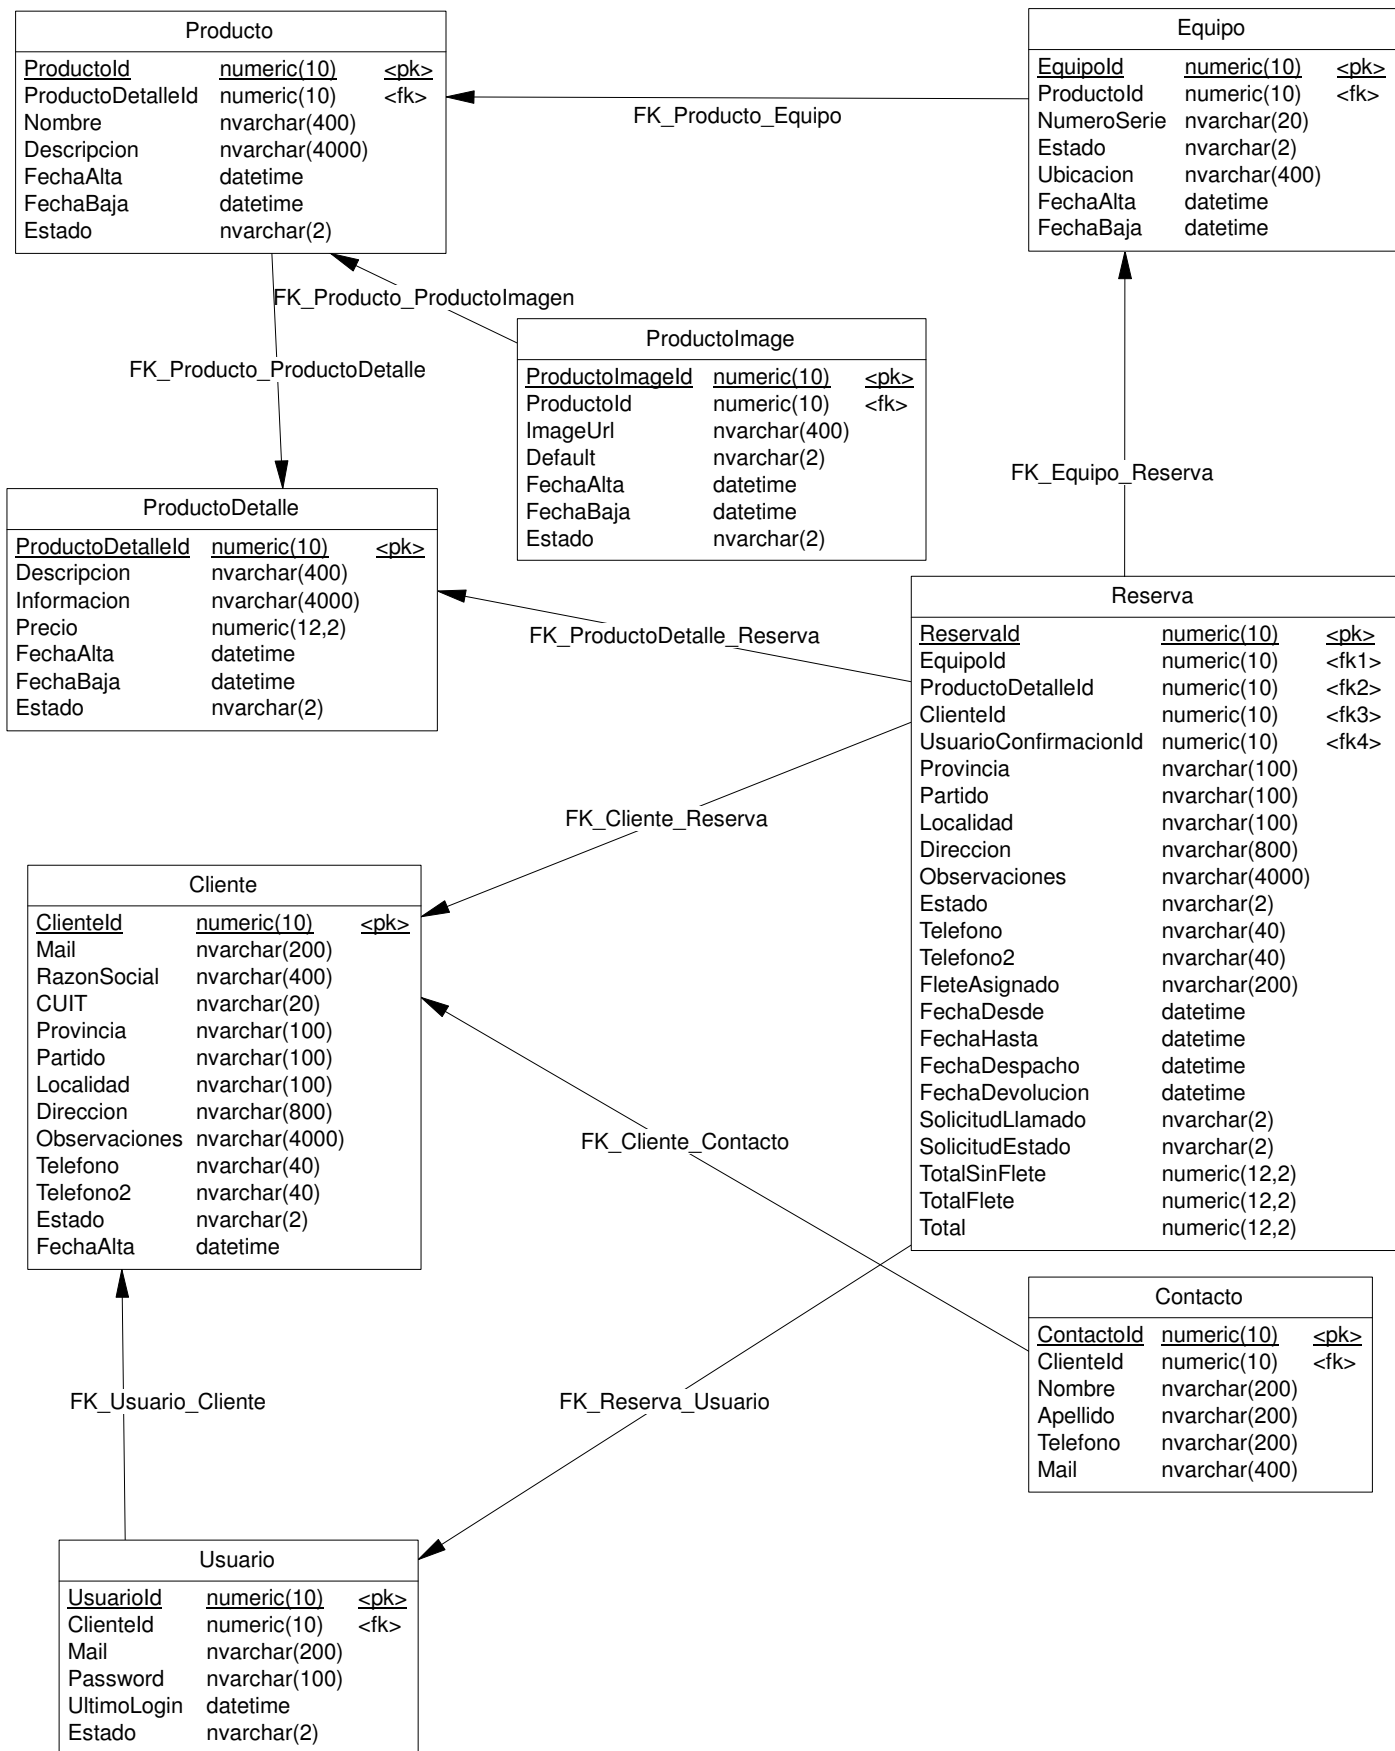 Producto
ProductoId numeric(10) <pk>
ProductoDetalleId numeric(10) <fk>
Nombre nvarchar(400)
Descripcion nvarchar(4000)
FechaAlta datetime
FechaBaja datetime
Estado nvarchar(2)
Equipo
EquipoId numeric(10) <pk>
ProductoId numeric(10) <fk>
NumeroSerie nvarchar(20)
Estado nvarchar(2)
Ubicacion nvarchar(400)
FechaAlta datetime
FechaBaja datetime
FK_Producto_Equipo
FK_Producto_ProductoImagen
FK_Producto_ProductoDetalle
ProductoImage
ProductoImageId numeric(10) <pk>
ProductoId numeric(10) <fk>
ImageUrl nvarchar(400)
Default nvarchar(2)
FechaAlta datetime
FechaBaja datetime
Estado nvarchar(2)
FK_Equipo_Reserva
ProductoDetalle
ProductoDetalleId numeric(10) <pk>
Descripcion nvarchar(400)
Informacion nvarchar(4000)
Precio numeric(12,2)
FechaAlta datetime
FechaBaja datetime
Estado nvarchar(2)
FK_ProductoDetalle_Reserva
Reserva
ReservaId numeric(10) <pk>
EquipoId numeric(10) <fk1>
ProductoDetalleId numeric(10) <fk2>
ClienteId numeric(10) <fk3>
UsuarioConfirmacionId numeric(10) <fk4>
Provincia nvarchar(100)
Partido nvarchar(100)
Localidad nvarchar(100)
Direccion nvarchar(800)
Observaciones nvarchar(4000)
Estado nvarchar(2)
Telefono nvarchar(40)
Telefono2 nvarchar(40)
FleteAsignado nvarchar(200)
FechaDesde datetime
FechaHasta datetime
FechaDespacho datetime
FechaDevolucion datetime
SolicitudLlamado nvarchar(2)
SolicitudEstado nvarchar(2)
TotalSinFlete numeric(12,2)
TotalFlete numeric(12,2)
Total numeric(12,2)
FK_Cliente_Reserva
Cliente
ClienteId numeric(10) <pk>
Mail nvarchar(200)
RazonSocial nvarchar(400)
CUIT nvarchar(20)
Provincia nvarchar(100)
Partido nvarchar(100)
Localidad nvarchar(100)
Direccion nvarchar(800)
Observaciones nvarchar(4000)
Telefono nvarchar(40)
Telefono2 nvarchar(40)
Estado nvarchar(2)
FechaAlta datetime
FK_Cliente_Contacto
Contacto
ContactoId numeric(10) <pk>
ClienteId numeric(10) <fk>
Nombre nvarchar(200)
Apellido nvarchar(200)
Telefono nvarchar(200)
Mail nvarchar(400)
FK_Usuario_Cliente
FK_Reserva_Usuario
Usuario
UsuarioId numeric(10) <pk>
ClienteId numeric(10) <fk>
Mail nvarchar(200)
Password nvarchar(100)
UltimoLogin datetime
Estado nvarchar(2)